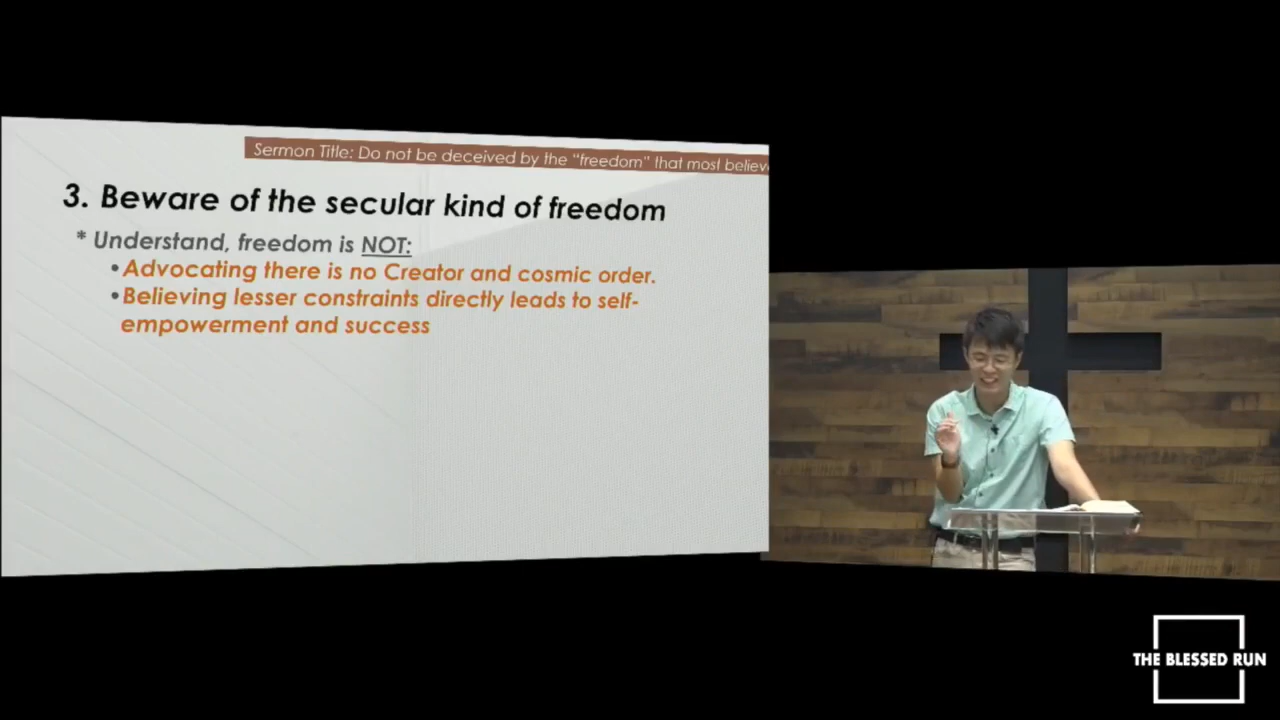 Sermon Title: Do not be deceived by the "freedom" that most
3. Beware of the secular kind of freedom
* Understand, freedom is NOT:
•Advocating there is no Creator and cosmic order.
•Believing lesser constraints directly leads to self-
empowerment and success
THE BLESSED RUN